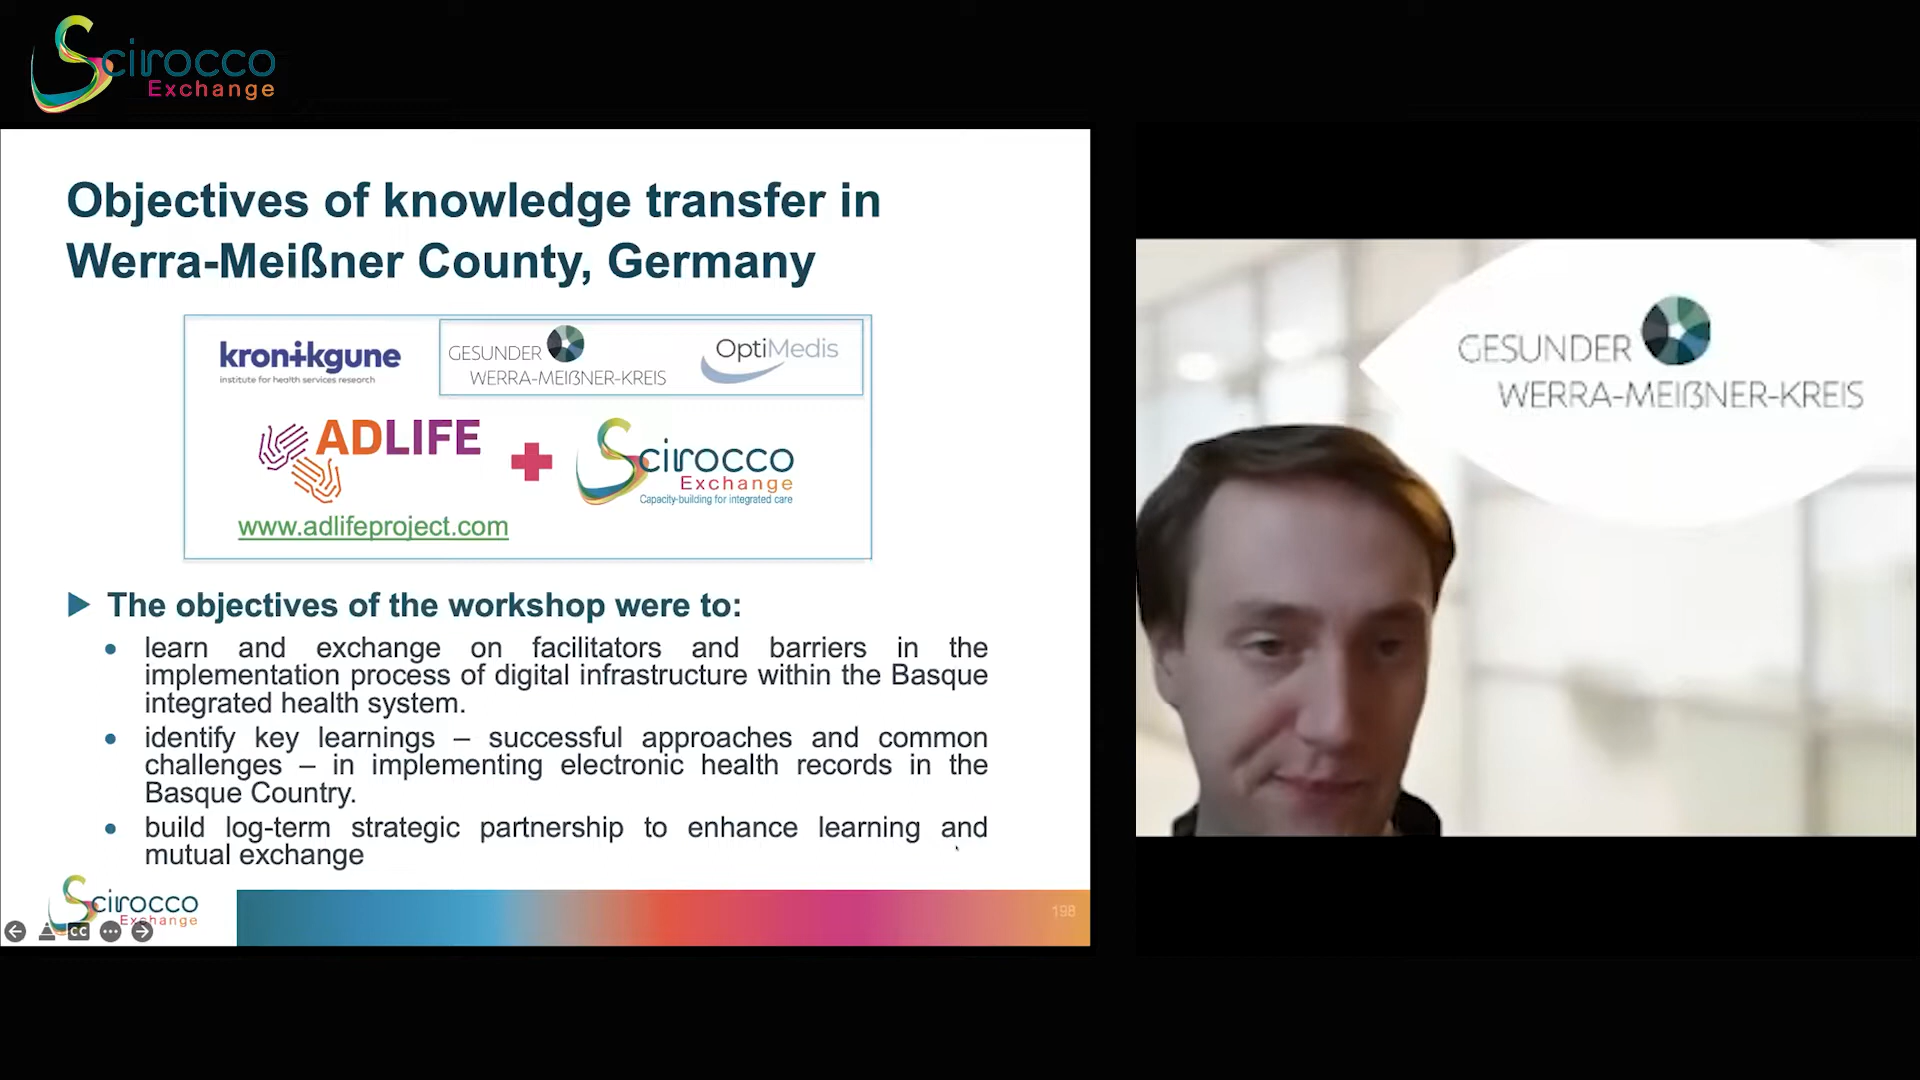 Scirocco
Exchange
Objectives of knowledge transfer in
Werra-Meißner County, Germany
kronikgune
institute for health services research
GESUNDER
WERRA-MEIßNER-KREIS
OptiMedis
ADLIFE
Scirocco
Exchange
Capacity-building for integrated care
www.adlifeproject.com
The objectives of the workshop were to:
• learn and exchange on facilitators and barriers in the
implementation process of digital infrastructure within the Basque
integrated health system.
• identify key learnings – successful approaches and common
challenges – in implementing electronic health records in the
Basque Country.
• build log-term strategic partnership to enhance learning and
mutual exchange
Scirocco
Exchange
CC
198
GESUNDER
WERRA-MEIßNER-KREIS